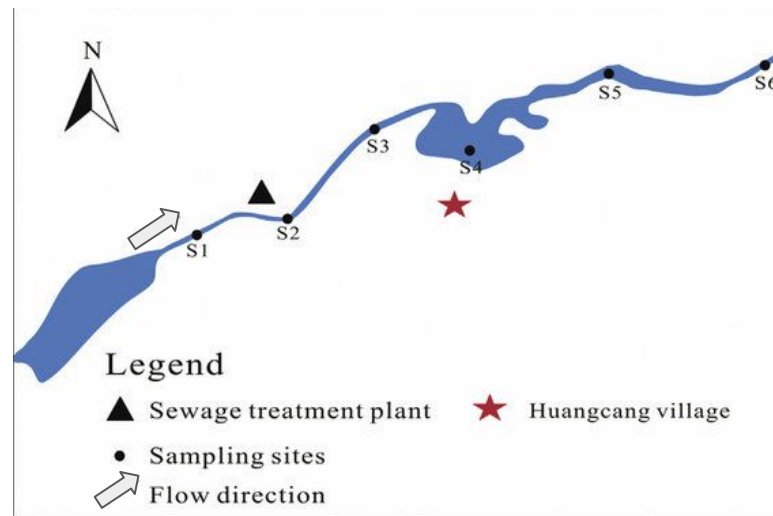 N
S1
S2
S3
S4
S5
S6
Legend
Sewage treatment plant
Huangcang village
Sampling sites
Flow direction